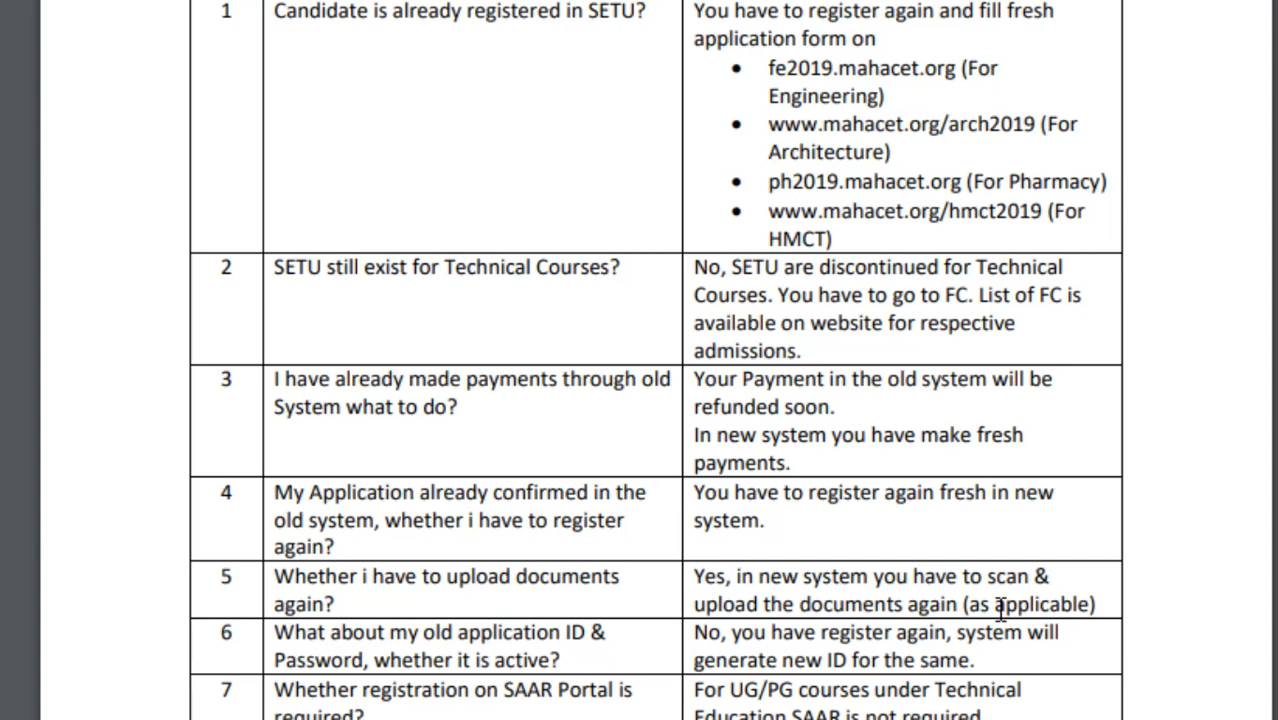 1
Candidate is already registered in SETU?
You have to register again and fill fresh
application form on
• fe2019.mahacet.org (For
Engineering)
• www.mahacet.org/arch2019 (For
Architecture)
• ph2019.mahacet.org (For Pharmacy)
• www.mahacet.org/hmct2019 (For
HMCT)
2
SETU still exist for Technical Courses?
No, SETU are discontinued for Technical
Courses. You have to go to FC. List of FC is
available on website for respective
admissions.
3
I have already made payments through old
System what to do?
Your Payment in the old system will be
refunded soon.
In new system you have make fresh
payments.
4
My Application already confirmed in the
old system, whether i have to register
again?
You have to register again fresh in new
system.
5
Whether i have to upload documents
again?
Yes, in new system you have to scan &
upload the documents again (as applicable)
6
What about my old application ID &
Password, whether it is active?
No, you have register again, system will
generate new ID for the same.
7
Whether registration on SAAR Portal is
required?
For UG/PG courses under Technical
Education SAAR is not required